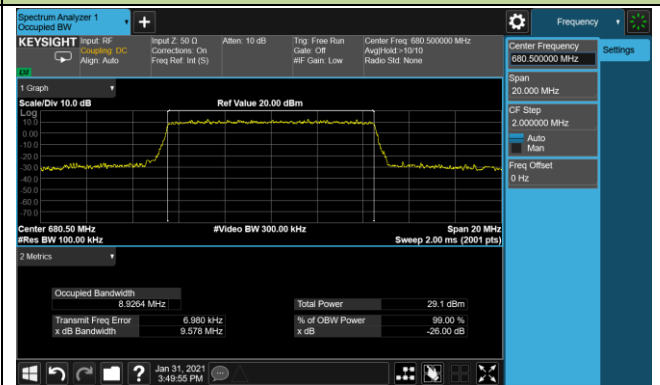 Spectrum Analyzer 1
Occupied BW
Frequency
KEYSIGHT
Input: RF
Coupling: DC
Align: Auto
Input Z: 50 Ω
Corrections: On
Freq Ref: Int (S)
Atten: 10 dB
Trig: Free Run
Gate: Off
#IF Gain: Low
Center Freq: 680.500000 MHz
Avg|Hold:>10/10
Radio Std: None
1 Graph
Scale/Div 10.0 dB
Ref Value 20.00 dBm
Log
10.0
0.00
-10.0
-20.0
-30.0
-40.0
-50.0
-60.0
-70.0
Center 680.50 MHz
#Video BW 300.00 kHz
Span 20 MHz
#Res BW 100.00 kHz
Sweep 2.00 ms (2001 pts)
2 Metrics
Occupied Bandwidth
8.9264 MHz
Total Power 29.1 dBm
Transmit Freq Error 6.980 kHz
% of OBW Power 99.00 %
x dB Bandwidth 9.578 MHz
x dB -26.00 dB
Center Frequency
680.500000 MHz
Settings
Span
20.000 MHz
CF Step
2.000000 MHz
Auto
Man
Freq Offset
0 Hz
Jan 31, 2021
3:49:55 PM